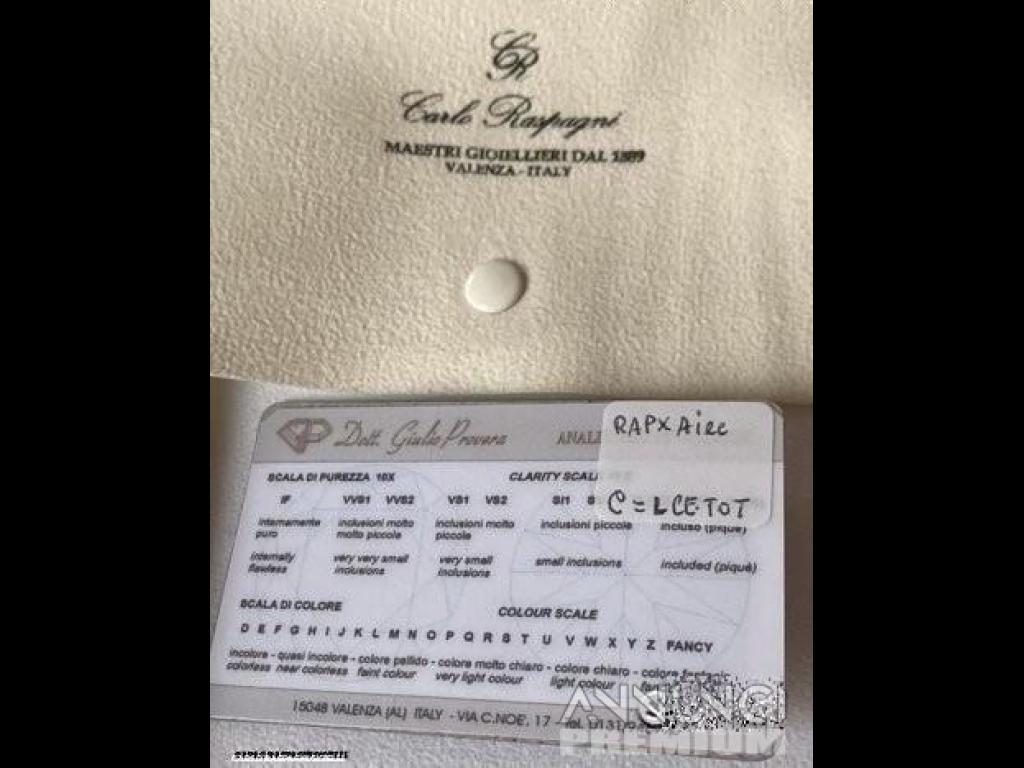 CR
Carlo Raspagni
MAESTRI GIOIELLIERI DAL 1889
VALENZA - ITALY
Dott. Giulio Provera
RAPX Airc
SCALA DI PUREZZA 10X CLARITY
IF VVS1 VVS2 VS1 VS2 SI1
C = LCE.TOT
internamente inclusioni molto inclusioni molto inclusioni piccole incluso (piqué)
puro molto piccole piccole
internally very very small very small small inclusions included (piqué)
flawless inclusions inclusions
SCALA DI COLORE COLOUR SCALE
D E F G H I J K L M N O P Q R S T U V W X Y Z FANCY
incolore - quasi incolore - colore pallido - colore molto chiaro - colore chiaro - colore
colorless near colorless faint colour very light colour light colour
15048 VALENZA (AL) ITALY - VIA C.NOE', 17 - Tel.
ANNUNCI
PREMIUM